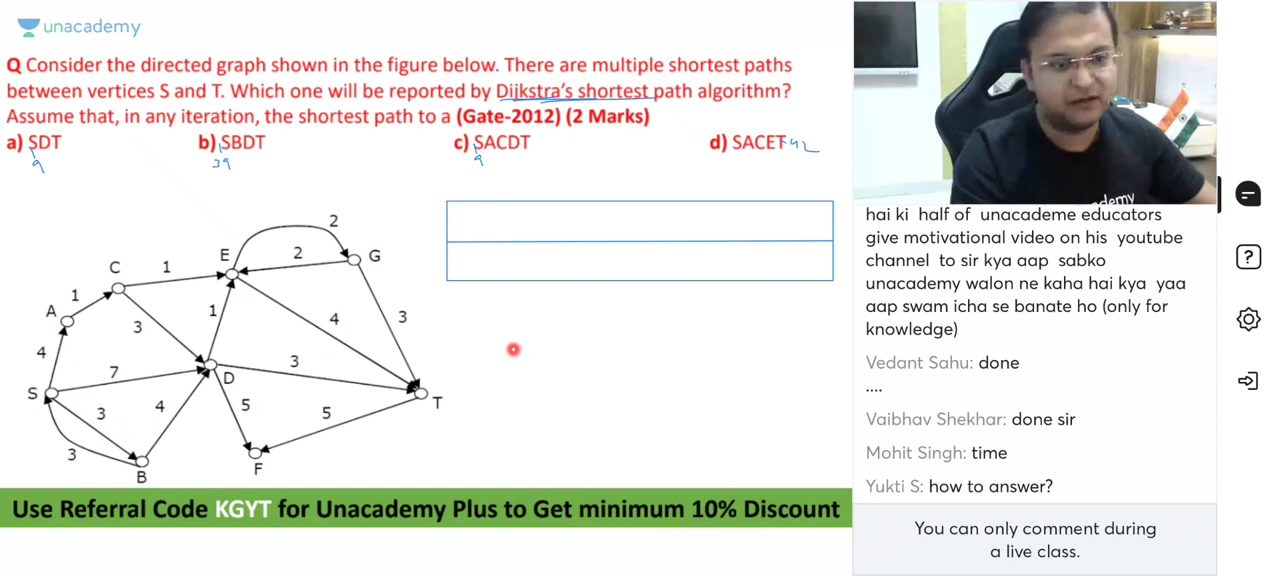 unacademy
Q Consider the directed graph shown in the figure below. There are multiple shortest paths
between vertices S and T. Which one will be reported by Dijkstra's shortest path algorithm?
Assume that, in any iteration, the shortest path to a (Gate-2012) (2 Marks)
a) SDT
b) SBDT
c) SACDT
d) SACET
9
39
9
42
2
E
2
G
C
1
1
A
1
3
4
3
4
7
3
D
S
3
4
5
5
T
3
B
F
Use Referral Code KGYT for Unacademy Plus to Get minimum 10% Discount
demy
hai ki half of unacademe educators
give motivational video on his youtube
channel to sir kya aap sabko
unacademy walon ne kaha hai kya yaa
aap swam icha se banate ho (only for
knowledge)
Vedant Sahu: done
....
Vaibhav Shekhar: done sir
Mohit Singh: time
Yukti S: how to answer?
You can only comment during
a live class.